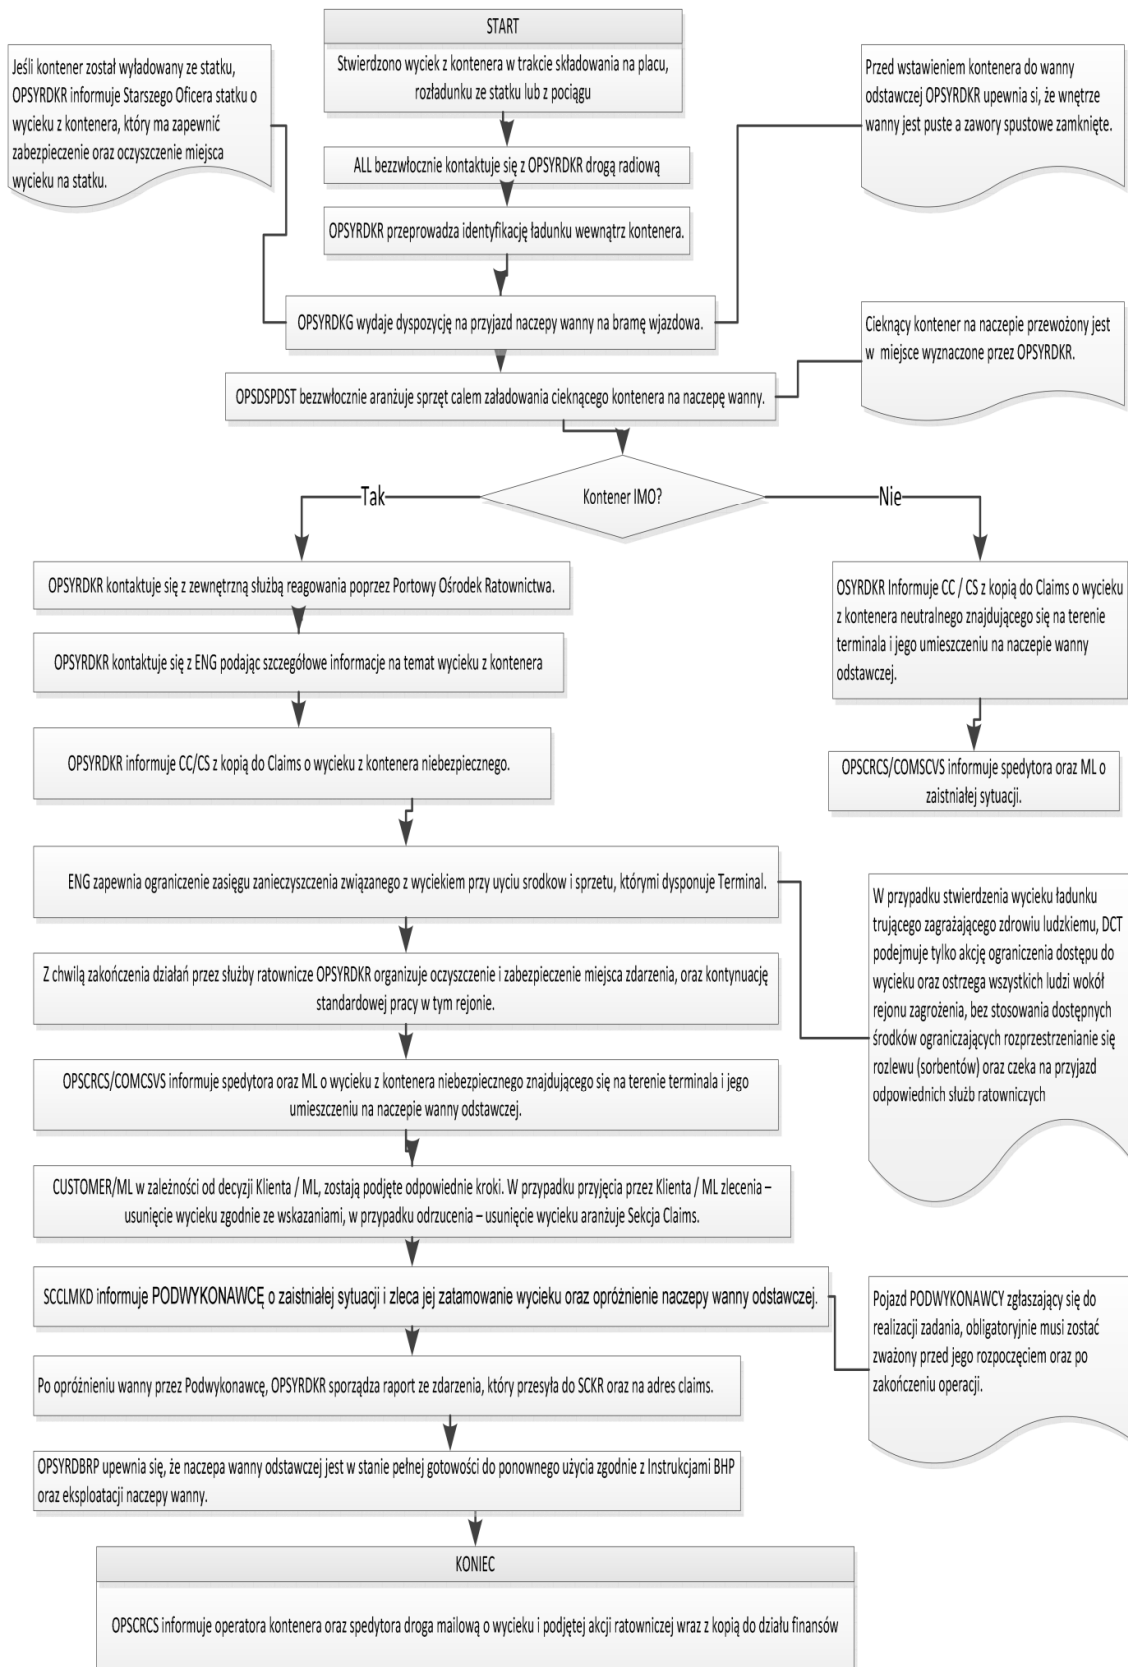 START
Stwierdzono wyciek z kontenera w trakcie składowania na placu,
rozładunku ze statku lub z pociągu
Jeśli kontener został wyładowany ze statku,
OPSYRDKR informuje Starszego Oficera statku o
wycieku z kontenera, który ma zapewnić
zabezpieczenie oraz oczyszczenie miejsca
wycieku na statku.
Przed wstawieniem kontenera do wanny
odstawczej OPSYRDKR upewnia si, że wnętrze
wanny jest puste a zawory spustowe zamknięte.
ALL bezzwłocznie kontaktuje się z OPSYRDKR drogą radiową
OPSYRDKR przeprowadza identyfikację ładunku wewnątrz kontenera.
OPSYRDKG wydaje dyspozycję na przyjazd naczepy wanny na bramę wjazdowa.
Cieknący kontener na naczepie przewożony jest
w miejsce wyznaczone przez OPSYRDKR.
OPSDSPDST bezzwłocznie aranżuje sprzęt calem załadowania cieknącego kontenera na naczepę wanny.
Kontener IMO?
Tak
Nie
OPSYRDKR kontaktuje się z zewnętrzną służbą reagowania poprzez Portowy Ośrodek Ratownictwa.
OSYRDKR Informuje CC / CS z kopią do Claims o wycieku
z kontenera neutralnego znajdującego się na terenie
terminala i jego umieszczeniu na naczepie wanny
odstawczej.
OPSYRDKR kontaktuje się z ENG podając szczegółowe informacje na temat wycieku z kontenera
OPSYRDKR informuje CC/CS z kopią do Claims o wycieku z kontenera niebezpiecznego.
OPSCRCS/COMSCVS informuje spedytora oraz ML o
zaistniałej sytuacji.
ENG zapewnia ograniczenie zasięgu zanieczyszczenia związanego z wyciekiem przy uyciu srodkow i sprzetu, którymi dysponuje Terminal.
W przypadku stwierdzenia wycieku ładunku
trującego zagrażającego zdrowiu ludzkiemu, DCT
podejmuje tylko akcję ograniczenia dostępu do
wycieku oraz ostrzega wszystkich ludzi wokół
rejonu zagrożenia, bez stosowania dostępnych
środków ograniczających rozprzestrzenianie się
rozlewu (sorbentów) oraz czeka na przyjazd
odpowiednich służb ratowniczych
Z chwilą zakończenia działań przez służby ratownicze OPSYRDKR organizuje oczyszczenie i zabezpieczenie miejsca zdarzenia, oraz kontynuację
standardowej pracy w tym rejonie.
OPSCRCS/COMCSVS informuje spedytora oraz ML o wycieku z kontenera niebezpiecznego znajdującego się na terenie terminala i jego
umieszczeniu na naczepie wanny odstawczej.
CUSTOMER/ML w zależności od decyzji Klienta / ML, zostają podjęte odpowiednie kroki. W przypadku przyjęcia przez Klienta / ML zlecenia –
usunięcie wycieku zgodnie ze wskazaniami, w przypadku odrzucenia – usunięcie wycieku aranżuje Sekcja Claims.
SCCLMKD informuje PODWYKONAWCĘ o zaistniałej sytuacji i zleca jej zatamowanie wycieku oraz opróżnienie naczepy wanny odstawczej.
Pojazd PODWYKONAWCY zgłaszający się do
realizacji zadania, obligatoryjnie musi zostać
zważony przed jego rozpoczęciem oraz po
zakończeniu operacji.
Po opróżnieniu wanny przez Podwykonawcę, OPSYRDKR sporządza raport ze zdarzenia, który przesyła do SCKR oraz na adres claims.
OPSYRDBRP upewnia się, że naczepa wanny odstawczej jest w stanie pełnej gotowości do ponownego użycia zgodnie z Instrukcjami BHP
oraz eksploatacji naczepy wanny.
KONIEC
OPSCRCS informuje operatora kontenera oraz spedytora droga mailową o wycieku i podjętej akcji ratowniczej wraz z kopią do działu finansów